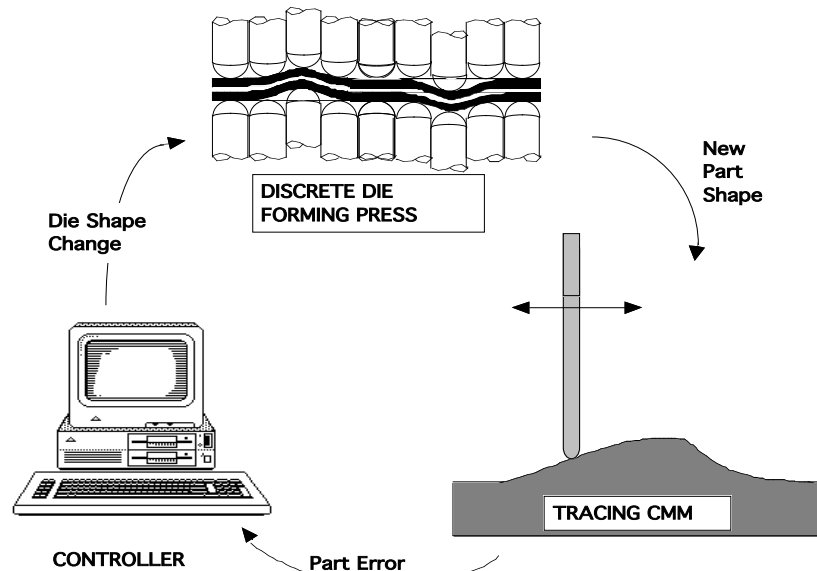 DISCRETE DIE
FORMING PRESS
New
Part
Shape
Die Shape
Change
TRACING CMM
CONTROLLER
Part Error